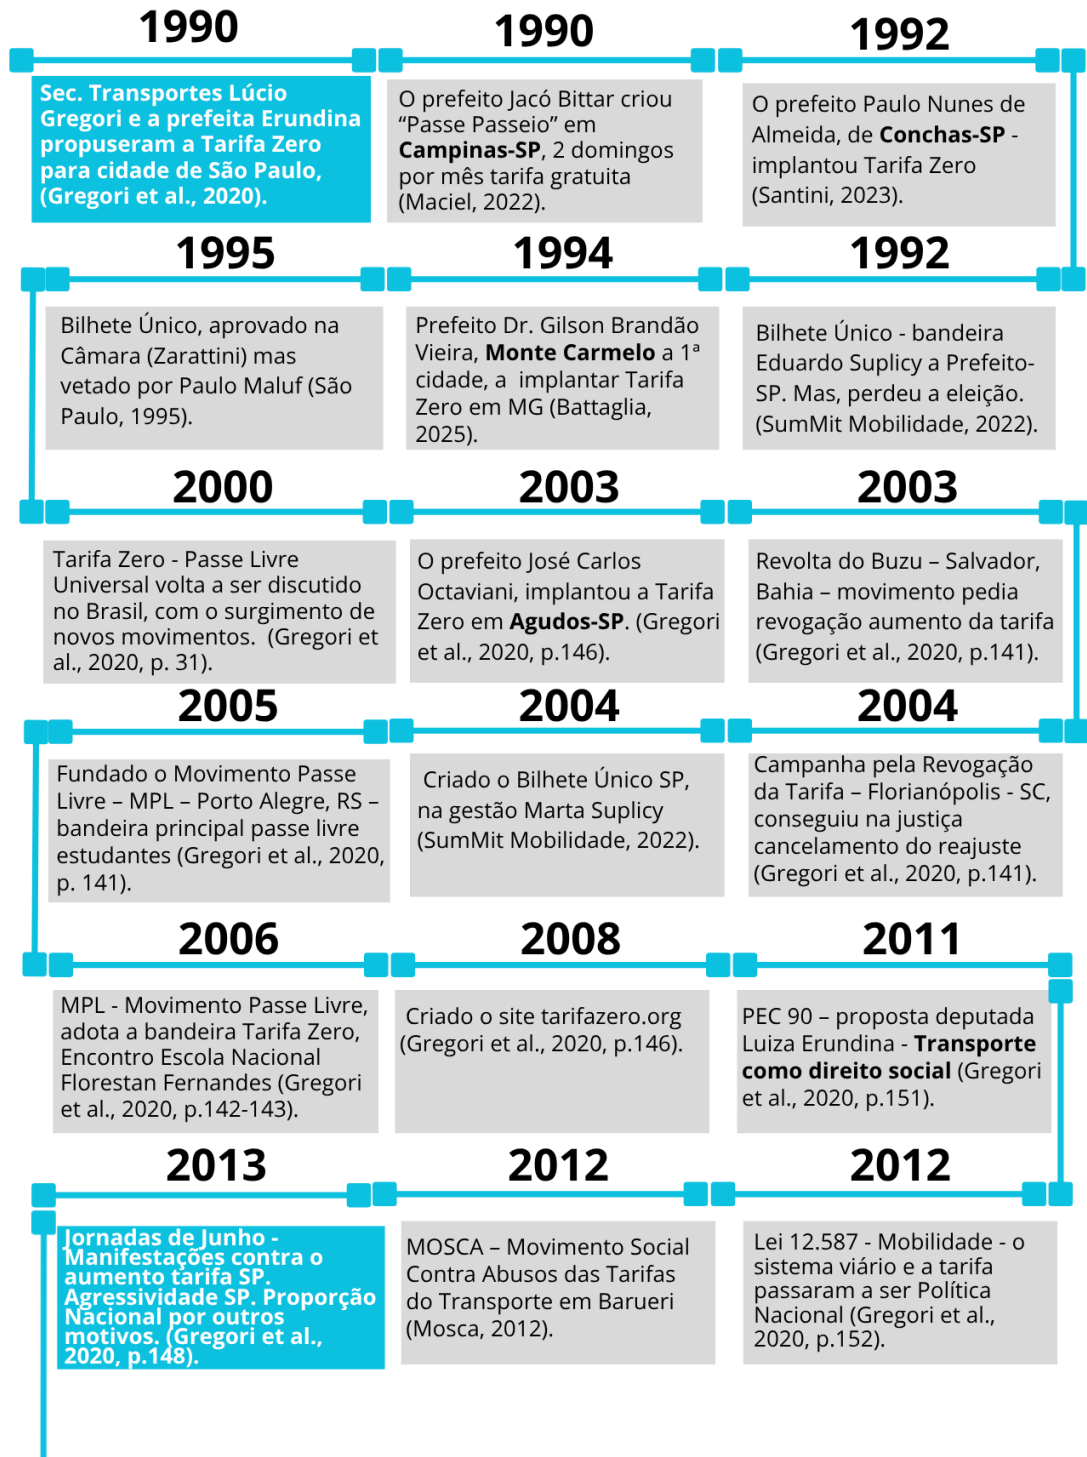 1990
Sec. Transportes Lúcio
Gregori e a prefeita Erundina
propuseram a Tarifa Zero
para cidade de São Paulo,
(Gregori et al., 2020).
1990
O prefeito Jacó Bittar criou
“Passe Passeio” em
Campinas-SP, 2 domingos
por mês tarifa gratuita
(Maciel, 2022).
1992
O prefeito Paulo Nunes de
Almeida, de Conchas-SP -
implantou Tarifa Zero
(Santini, 2023).
1992
Bilhete Único - bandeira
Eduardo Suplicy a Prefeito-
SP. Mas, perdeu a eleição.
(SumMit Mobilidade, 2022).
1994
Prefeito Dr. Gilson Brandão
Vieira, Monte Carmelo a 1ª
cidade, a implantar Tarifa
Zero em MG (Battaglia,
2025).
1995
Bilhete Único, aprovado na
Câmara (Zarattini) mas
vetado por Paulo Maluf (São
Paulo, 1995).
2000
Tarifa Zero - Passe Livre
Universal volta a ser discutido
no Brasil, com o surgimento de
novos movimentos. (Gregori et
al., 2020, p. 31).
2003
O prefeito José Carlos
Octaviani, implantou a Tarifa
Zero em Agudos-SP. (Gregori
et al., 2020, p.146).
2003
Revolta do Buzu – Salvador,
Bahia – movimento pedia
revogação aumento da tarifa
(Gregori et al., 2020, p.141).
2004
Campanha pela Revogação
da Tarifa – Florianópolis - SC,
conseguiu na justiça
cancelamento do reajuste
(Gregori et al., 2020, p.141).
2004
Criado o Bilhete Único SP,
na gestão Marta Suplicy
(SumMit Mobilidade, 2022).
2005
Fundado o Movimento Passe
Livre – MPL – Porto Alegre, RS –
bandeira principal passe livre
estudantes (Gregori et al., 2020,
p. 141).
2006
MPL - Movimento Passe Livre,
adota a bandeira Tarifa Zero,
Encontro Escola Nacional
Florestan Fernandes (Gregori
et al., 2020, p.142-143).
2008
Criado o site tarifazero.org
(Gregori et al., 2020, p.146).
2011
PEC 90 – proposta deputada
Luiza Erundina - Transporte
como direito social (Gregori
et al., 2020, p.151).
2012
Lei 12.587 - Mobilidade - o
sistema viário e a tarifa
passaram a ser Política
Nacional (Gregori et al.,
2020, p.152).
2012
MOSCA – Movimento Social
Contra Abusos das Tarifas
do Transporte em Barueri
(Mosca, 2012).
2013
Jornadas de Junho -
Manifestações contra o
aumento tarifa SP.
Agressividade SP. Proporção
Nacional por outros
motivos. (Gregori et al.,
2020, p.148).